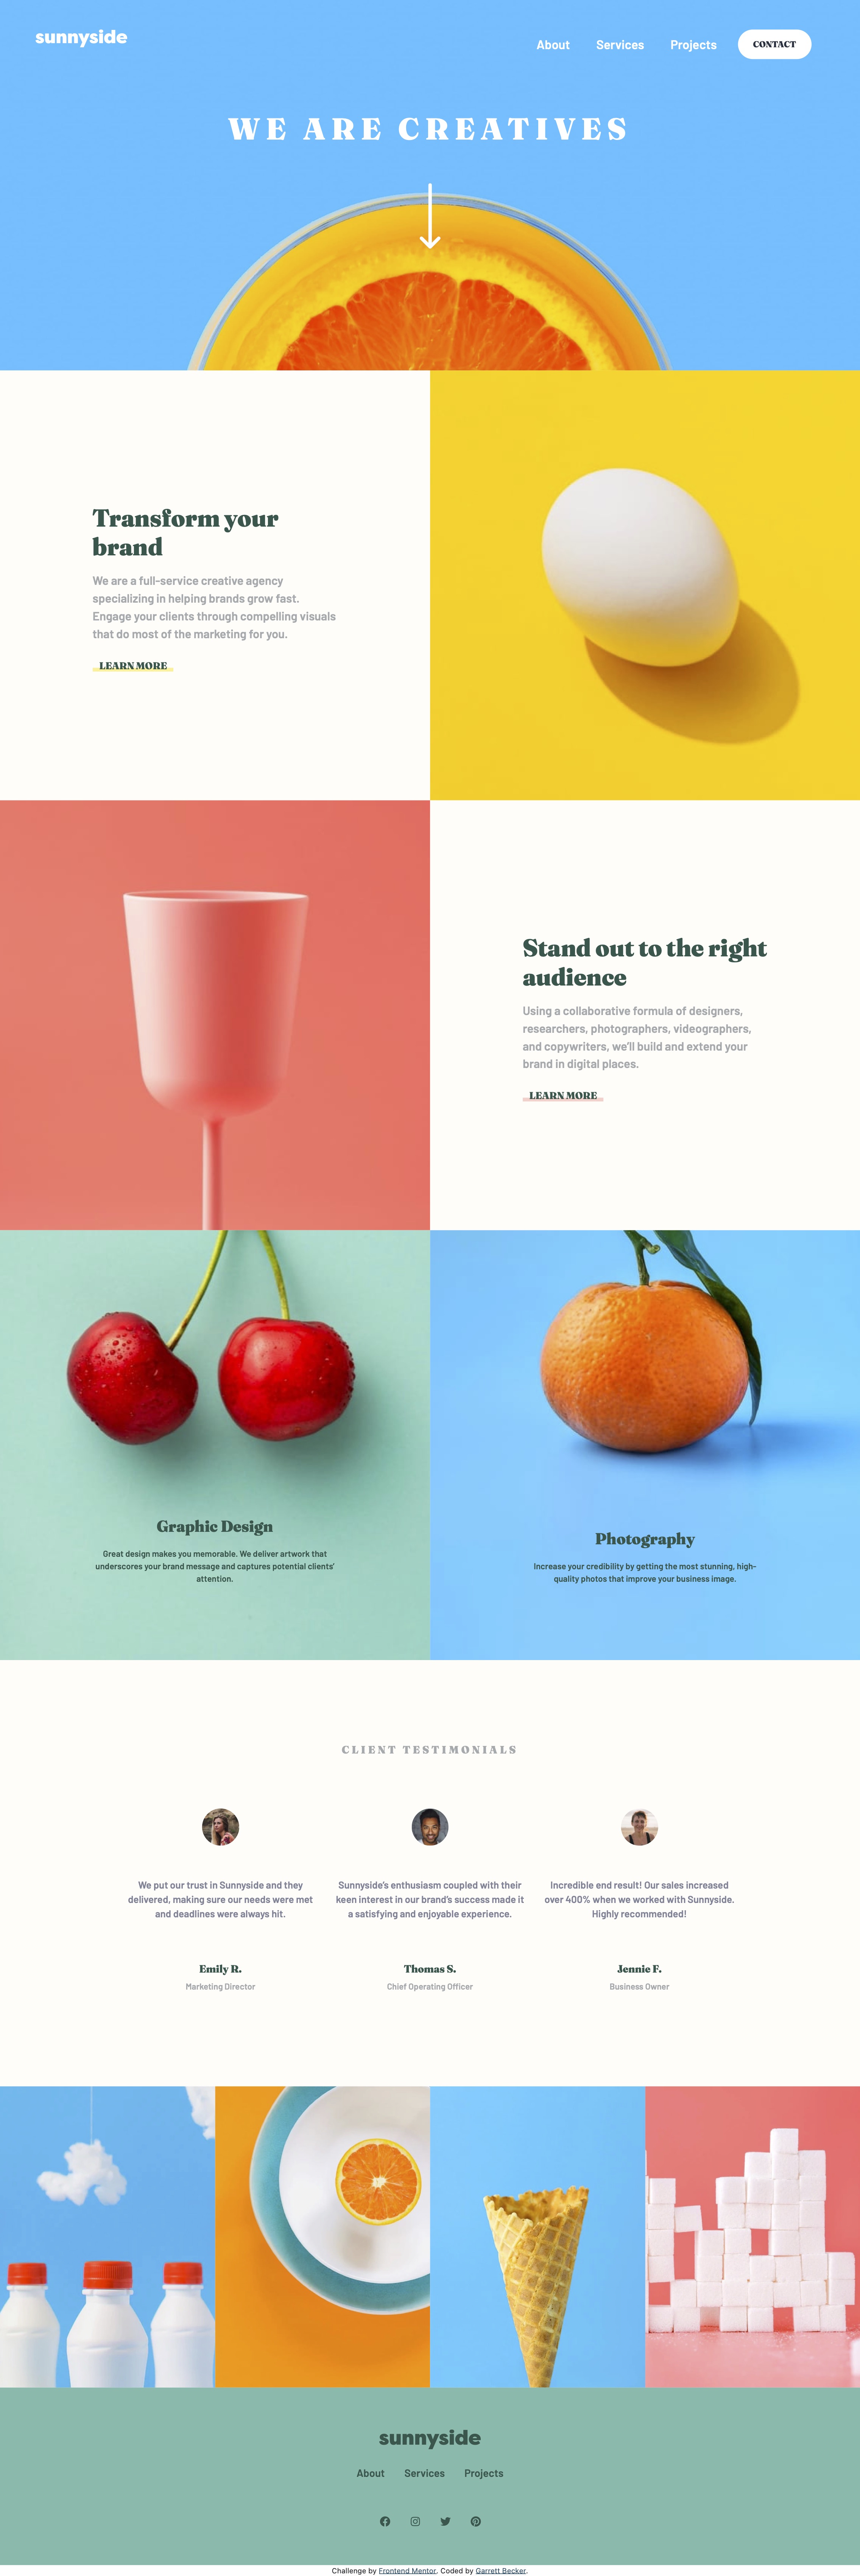 sunnyside
About Services Projects CONTACT
WE ARE CREATIVES
Transform your
brand
We are a full-service creative agency
specializing in helping brands grow fast.
Engage your clients through compelling visuals
that do most of the marketing for you.
LEARN MORE
Stand out to the right
audience
Using a collaborative formula of designers,
researchers, photographers, videographers,
and copywriters, we’ll build and extend your
brand in digital places.
LEARN MORE
Graphic Design
Great design makes you memorable. We deliver artwork that
underscores your brand message and captures potential clients’
attention.
Photography
Increase your credibility by getting the most stunning, high-
quality photos that improve your business image.
CLIENT TESTIMONIALS
We put our trust in Sunnyside and they
delivered, making sure our needs were met
and deadlines were always hit.
Emily R.
Marketing Director
Sunnyside’s enthusiasm coupled with their
keen interest in our brand’s success made it
a satisfying and enjoyable experience.
Thomas S.
Chief Operating Officer
Incredible end result! Our sales increased
over 400% when we worked with Sunnyside.
Highly recommended!
Jennie F.
Business Owner
sunnyside
About Services Projects
Challenge by Frontend Mentor. Coded by Garrett Becker.